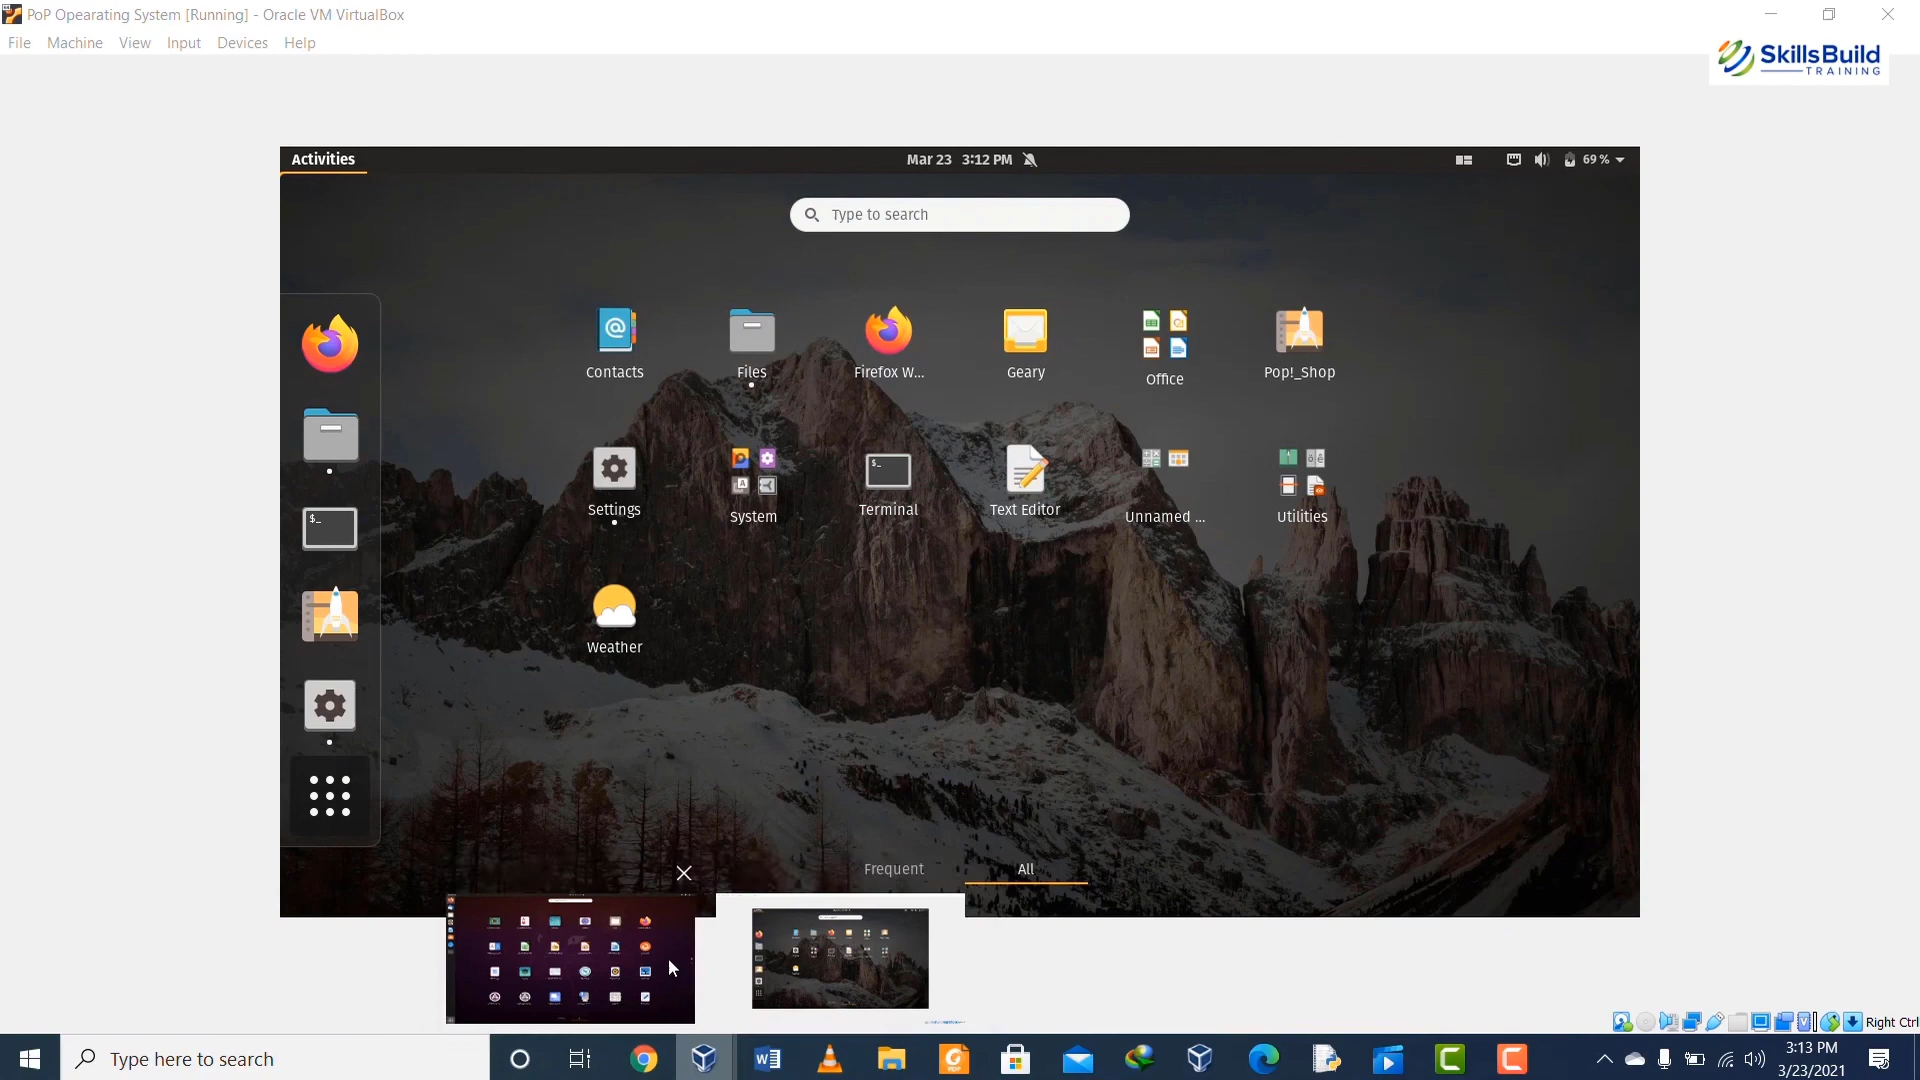 PoP Opearating System [Running] - Oracle VM VirtualBox
File Machine View Input Devices Help
SkillsBuild
TRAINING
Activities
Mar 23 3:12 PM
69 %
Type to search
Contacts
Files
Firefox W...
Geary
Office
Pop!_Shop
Settings
System
Terminal
Text Editor
Unnamed ...
Utilities
Weather
Frequent
All
Right Ctrl
Type here to search
3:13 PM
3/23/2021